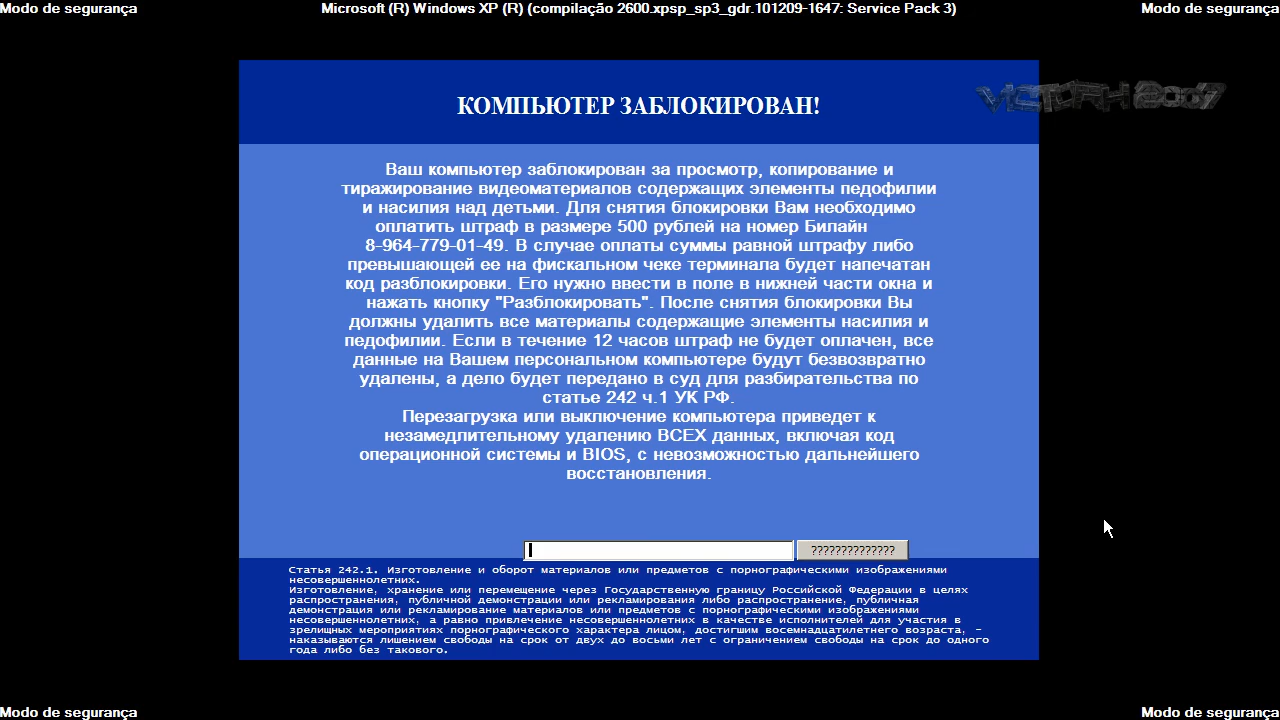 Modo de segurança
Microsoft (R) Windows XP (R) (compilação 2600.xpsp_sp3_gdr.101209-1647: Service Pack 3)
Modo de segurança
КОМПЬЮТЕР ЗАБЛОКИРОВАН!
Ваш компьютер заблокирован за просмотр, копирование и
тиражирование видеоматериалов содержащих элементы педофилии
и насилия над детьми. Для снятия блокировки Вам необходимо
оплатить штраф в размере 500 рублей на номер Билайн
8-964-779-01-49. В случае оплаты суммы равной штрафу либо
превышающей ее на фискальном чеке терминала будет напечатан
код разблокировки. Его нужно ввести в поле в нижней части окна и
нажать кнопку "Разблокировать". После снятия блокировки Вы
должны удалить все материалы содержащие элементы насилия и
педофилии. Если в течение 12 часов штраф не будет оплачен, все
данные на Вашем персональном компьютере будут безвозвратно
удалены, а дело будет передано в суд для разбирательства по
статье 242 ч.1 УК РФ.
Перезагрузка или выключение компьютера приведет к
незамедлительному удалению ВСЕХ данных, включая код
операционной системы и BIOS, с невозможностью дальнейшего
восстановления.
??????????????
Статья 242.1. Изготовление и оборот материалов или предметов с порнографическими изображениями
несовершеннолетних.
Изготовление, хранение или перемещение через Государственную границу Российской Федерации в целях
распространения, публичной демонстрации или рекламирования либо распространение, публичная
демонстрация или рекламирование материалов или предметов с порнографическими изображениями
несовершеннолетних, а равно привлечение несовершеннолетних в качестве исполнителей для участия в
зрелищных мероприятиях порнографического характера лицом, достигшим восемнадцатилетнего возраста, -
наказываются лишением свободы на срок от двух до восьми лет с ограничением свободы на срок до одного
года либо без такового.
Modo de segurança
Modo de segurança